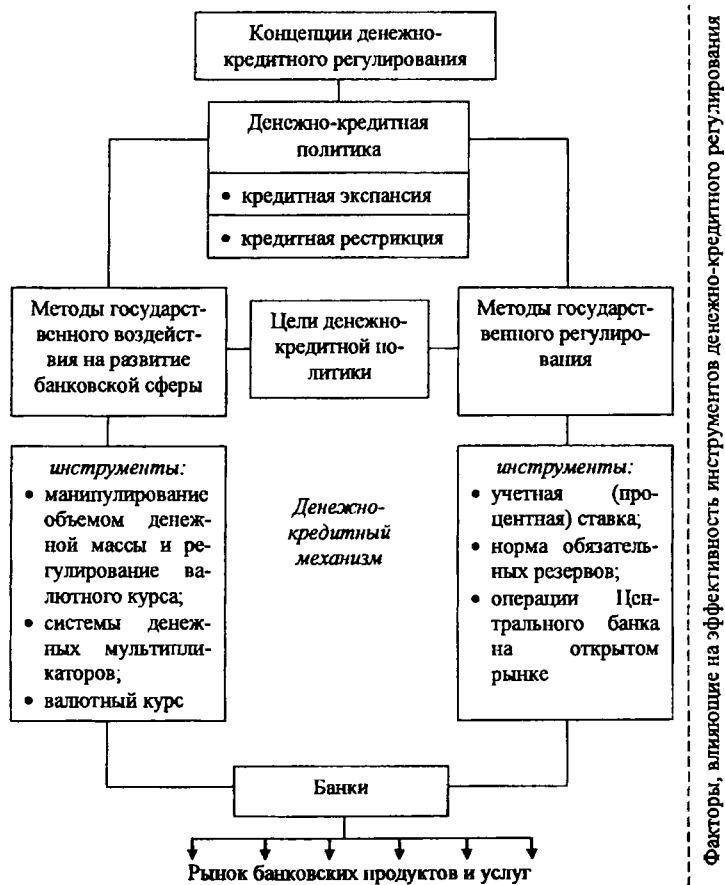 Концепции денежно-
кредитного регулирования
Денежно-кредитная
политика
• кредитная экспансия
• кредитная рестрикция
Методы государст-
венного воздейст-
вия на развитие
банковской сферы
Цели денежно-
кредитной по-
литики
Методы государст-
венного регулиро-
вания
инструменты:
• манипулирование
объемом денеж-
ной массы и ре-
гулирование ва-
лютного курса;
• системы денеж-
ных мультипли-
каторов;
• валютный курс
Денежно-
кредитный
механизм
инструменты:
• учетная (про-
центная) ставка;
• норма обязатель-
ных резервов;
• операции Цен-
трального банка
на открытом
рынке
Банки
Рынок банковских продуктов и услуг
Факторы, влияющие на эффективность инструментов денежно-кредитного регулирования